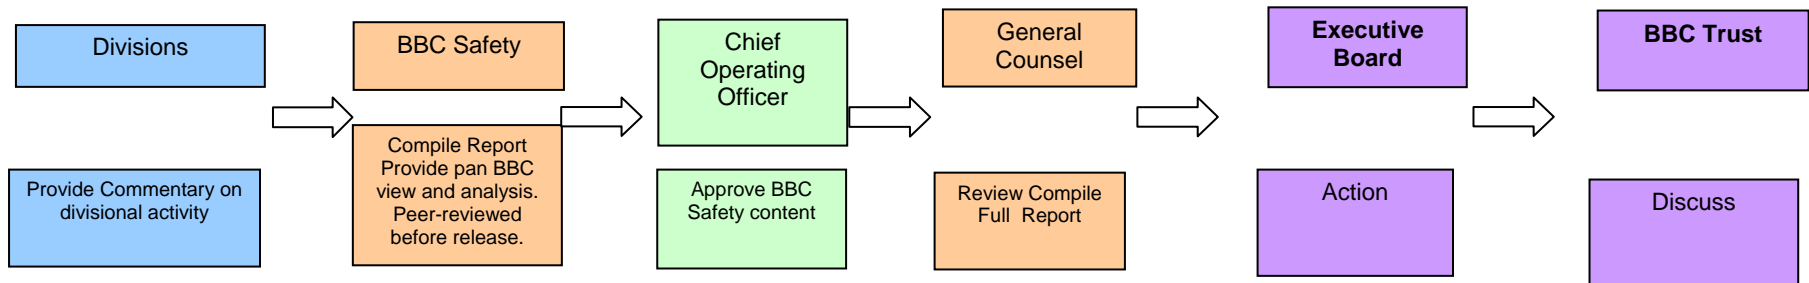 Divisions
BBC Safety
Chief
Operating
Officer
General
Counsel
Executive
Board
BBC Trust
Provide Commentary on
divisional activity
Compile Report
Provide pan BBC
view and analysis.
Peer-reviewed
before release.
Approve BBC
Safety content
Review Compile
Full Report
Action
Discuss